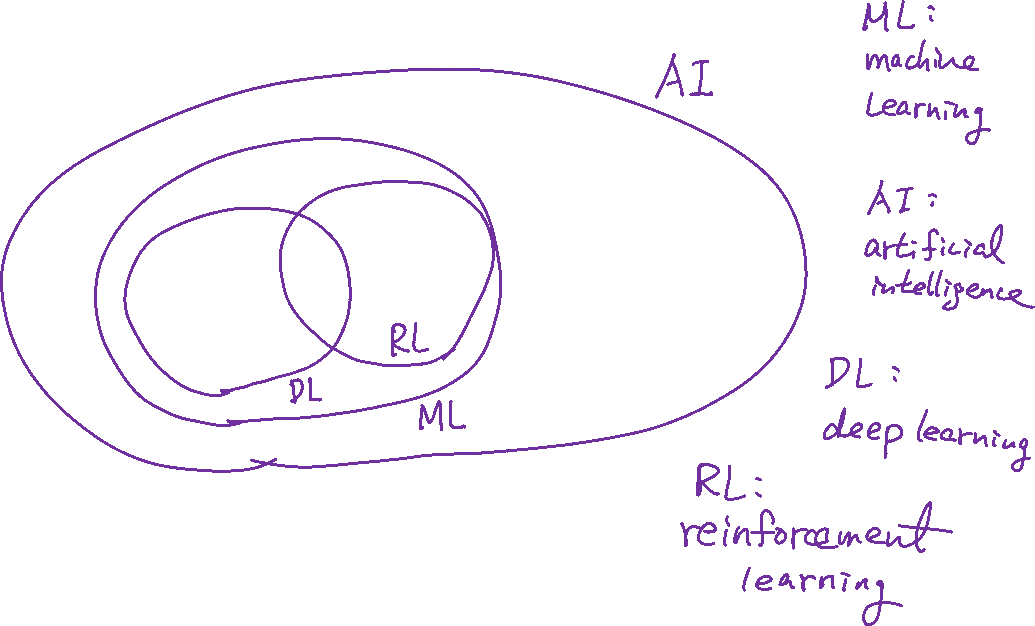 AI
RL
DL
ML
ML:
machine
Learning
AI:
artificial
intelligence
DL:
deep learning
RL:
reinforcement
learning